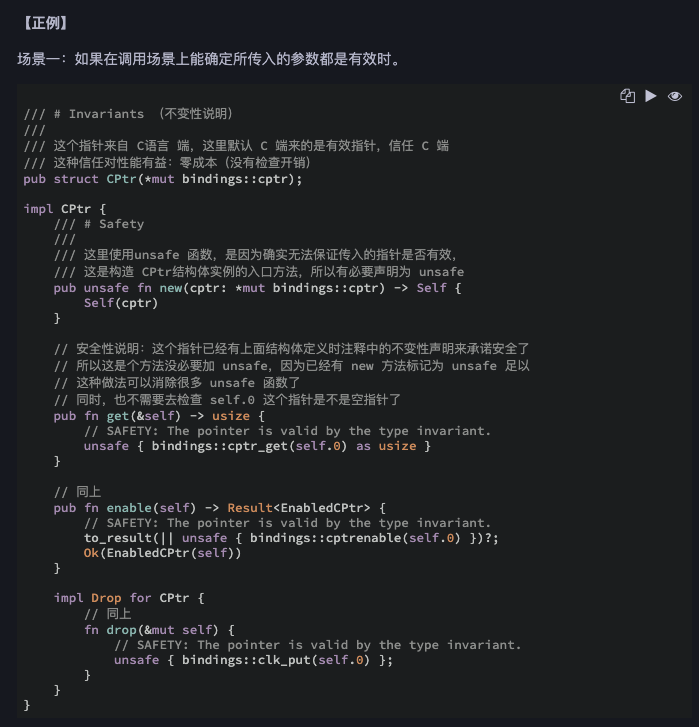 【正例】
场景一：如果在调用场景上能确定所传入的参数都是有效时。
/// # Invariants （不变性说明）
///
/// 这个指针来自 C语言 端，这里默认 C 端来的是有效指针，信任 C 端
/// 这种信任对性能有益：零成本（没有检查开销）
pub struct CPtr(*mut bindings::cptr);

impl CPtr {
    /// # Safety
    ///
    /// 这里使用unsafe 函数，是因为确实无法保证传入的指针是否有效，
    /// 这是构造 CPtr结构体实例的入口方法，所以有必要声明为 unsafe
    pub unsafe fn new(cptr: *mut bindings::cptr) -> Self {
        Self(cptr)
    }

    // 安全性说明：这个指针已经有上面结构体定义时注释中的不变性声明来承诺安全了
    // 所以这是个方法没必要加 unsafe，因为已经有 new 方法标记为 unsafe 足以
    // 这种做法可以消除很多 unsafe 函数了
    // 同时，也不需要去检查 self.0 这个指针是不是空指针了
    pub fn get(&self) -> usize {
        // SAFETY: The pointer is valid by the type invariant.
        unsafe { bindings::cptr_get(self.0) as usize }
    }

    // 同上
    pub fn enable(self) -> Result<EnabledCPtr> {
        // SAFETY: The pointer is valid by the type invariant.
        to_result(|| unsafe { bindings::cptrenable(self.0) })?;
        Ok(EnabledCPtr(self))
    }

    impl Drop for CPtr {
        // 同上
        fn drop(&mut self) {
            // SAFETY: The pointer is valid by the type invariant.
            unsafe { bindings::clk_put(self.0) };
        }
    }
}